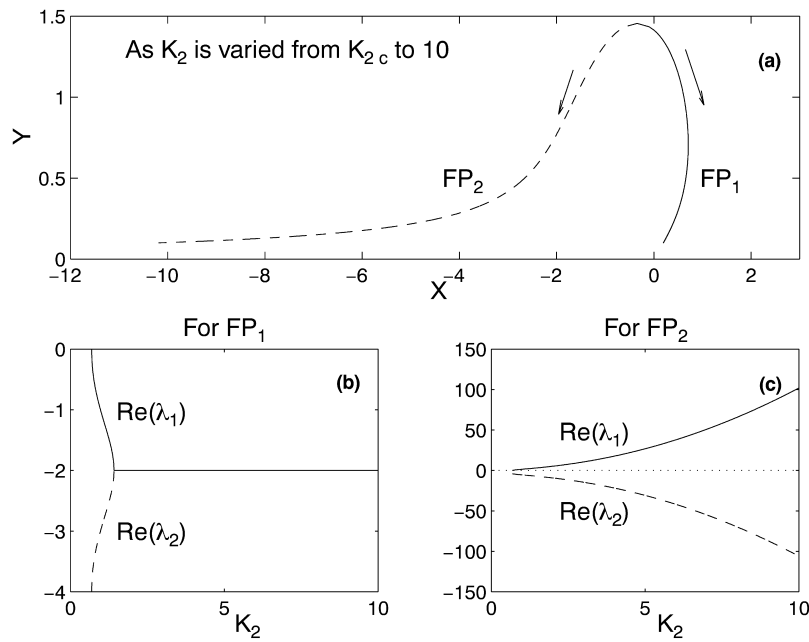 As K2 is varied from K2 c to 10
(a)
1.5
1
0.5
0
Y
FP2
FP1
−12 −10 −8 −6 −4 −2 0 2
X
For FP1
(b)
0
−1
−2
−3
−4
Re(λ1)
Re(λ2)
0 5 10
K2
For FP2
(c)
150
100
50
0
−50
−100
−150
Re(λ1)
Re(λ2)
0 5 10
K2